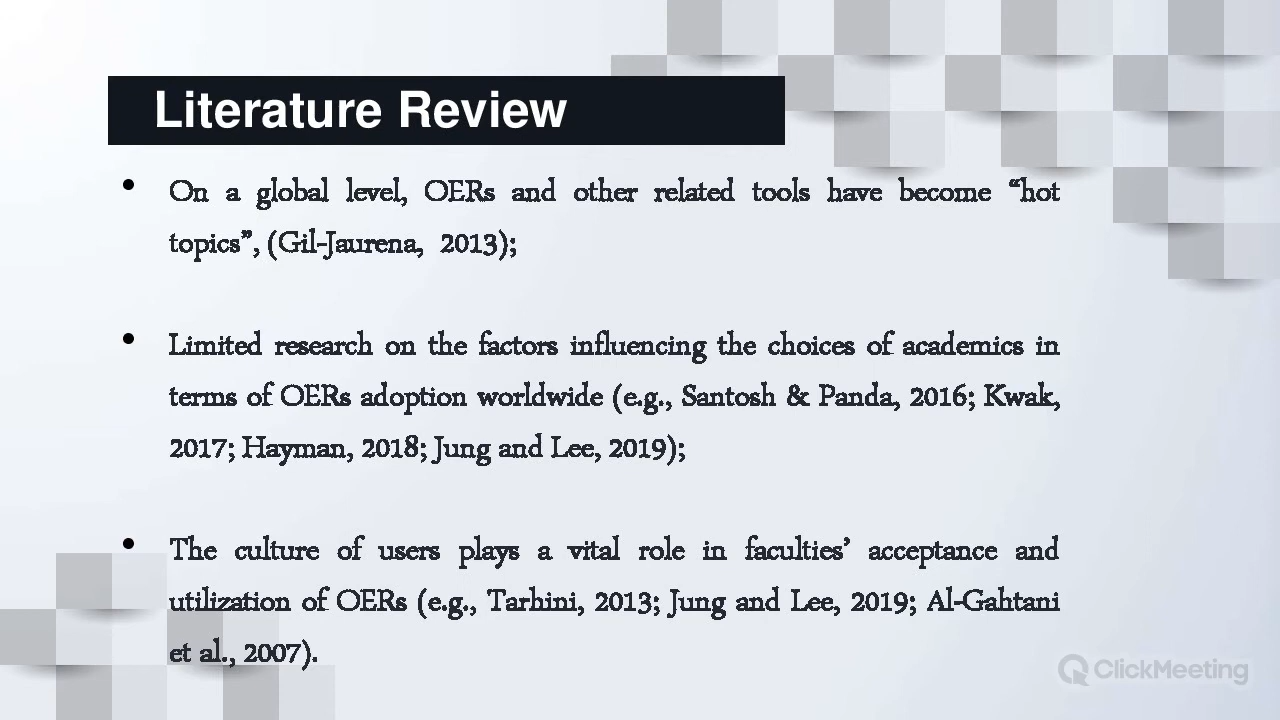 Literature Review
• On a global level, OERs and other related tools have become “hot
topics”, (Gil-Jaurena, 2013);
• Limited research on the factors influencing the choices of academics in
terms of OERs adoption worldwide (e.g., Santosh & Panda, 2016; Kwak,
2017; Hayman, 2018; Jung and Lee, 2019);
• The culture of users plays a vital role in faculties’ acceptance and
utilization of OERs (e.g., Tarhini, 2013; Jung and Lee, 2019; Al-Gahtani
et al., 2007).
ClickMeeting